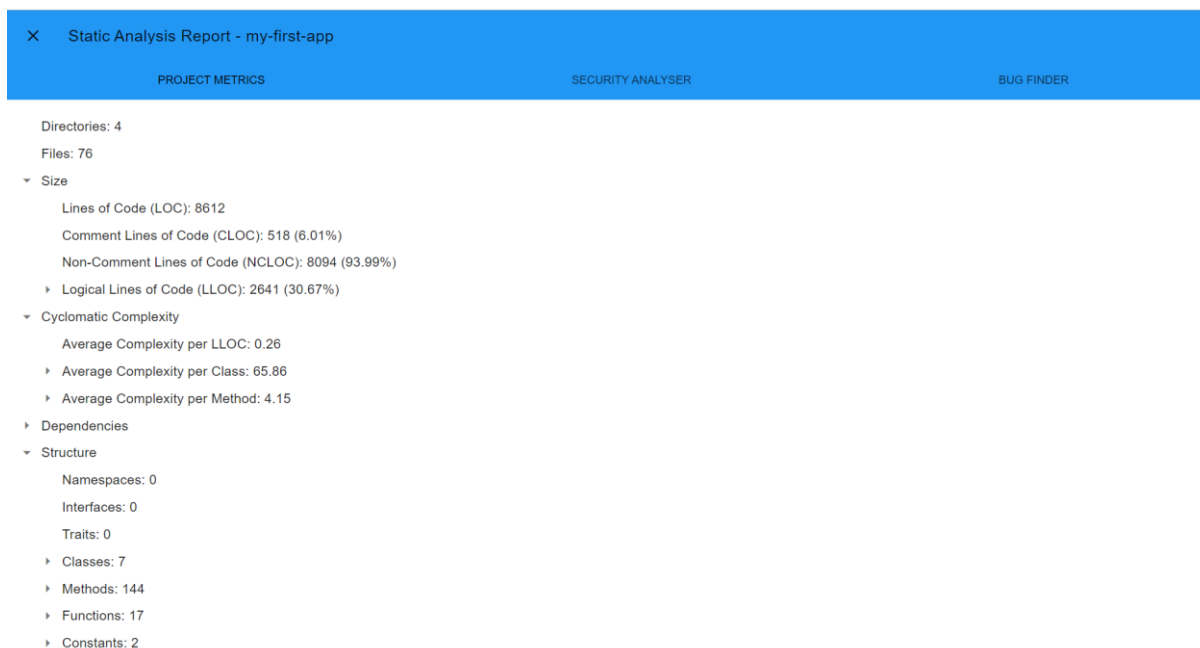 Static Analysis Report - my-first-app
PROJECT METRICS SECURITY ANALYSER BUG FINDER
Directories: 4
Files: 76
Size
Lines of Code (LOC): 8612
Comment Lines of Code (CLOC): 518 (6.01%)
Non-Comment Lines of Code (NCLOC): 8094 (93.99%)
Logical Lines of Code (LLOC): 2641 (30.67%)
Cyclomatic Complexity
Average Complexity per LLOC: 0.26
Average Complexity per Class: 65.86
Average Complexity per Method: 4.15
Dependencies
Structure
Namespaces: 0
Interfaces: 0
Traits: 0
Classes: 7
Methods: 144
Functions: 17
Constants: 2